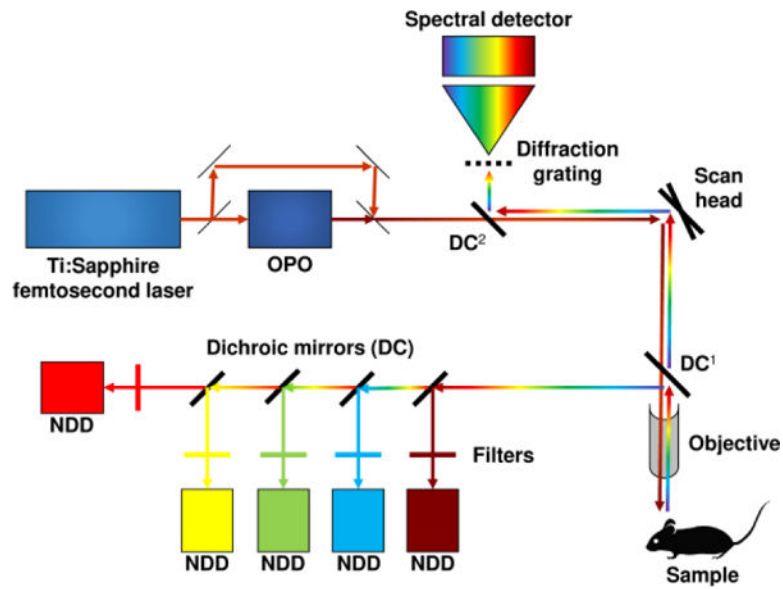 Spectral detector
Diffraction
grating
Scan
head
Ti:Sapphire
femtosecond laser
OPO
DC²
DC¹
Dichroic mirrors (DC)
NDD
Filters
Objective
NDD
NDD
NDD
NDD
Sample